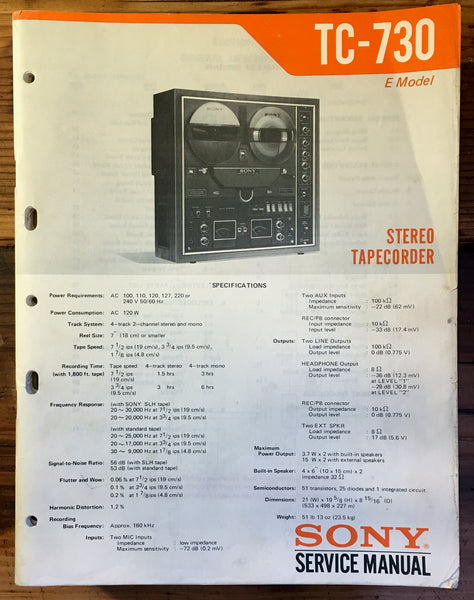 TC-730
E Model
SONY
SONY
SONY
STEREO
TAPECORDER
SPECIFICATIONS
Power Requirements: AC 100, 110, 120, 127, 220 or
240 V 50/60 Hz
Power Consumption: AC 120 W
Track System: 4-track 2-channel stereo and mono
Reel Size: 7" (18 cm) or smaller
Tape Speed: 7 1/2 ips (19 cm/s), 3 3/4 ips (9.5 cm/s),
1 7/8 ips (4.8 cm/s)
Recording Time: Tape speed 4-track stereo 4-track mono
(with 1,800 ft. tape) 7 1/2 ips 1.5 hrs 3 hrs
(19 cm/s)
3 3/4 ips 3 hrs 6 hrs
(9.5 cm/s)
Frequency Response: (with SONY SLH tape)
20 ~ 30,000 Hz at 7 1/2 ips (19 cm/s)
20 ~ 20,000 Hz at 3 3/4 ips (9.5 cm/s)
(with standard tape)
20 ~ 25,000 Hz at 7 1/2 ips (19 cm/s)
20 ~ 17,000 Hz at 3 3/4 ips (9.5 cm/s)
30 ~ 9,000 Hz at 1 7/8 ips (4.8 cm/s)
Signal-to-Noise Ratio: 56 dB (with SLH tape)
53 dB (with standard tape)
Flutter and Wow: 0.06 % at 7 1/2 ips (19 cm/s)
0.1 % at 3 3/4 ips (9.5 cm/s)
0.2 % at 1 7/8 ips (4.8 cm/s)
Harmonic Distortion: 1.2 %
Recording
Bias Frequency: Approx. 160 kHz
Inputs: Two MIC Inputs
Impedance : low impedance
Maximum sensitivity : -72 dB (0.2 mV)
Two AUX Inputs
Impedance : 100 kΩ
Maximum sensitivity : -22 dB (62 mV)
REC/PB connector
Input impedance : 10 kΩ
Input level : -33 dB (17.4 mV)
Outputs: Two LINE Outputs
Load impedance : 100 kΩ
Output level : 0 dB (0.775 V)
HEADPHONE Output
Load impedance : 8 Ω
Output level : -36 dB (12.3 mV)
at LEVEL "1"
-28 dB (30.8 mV)
at LEVEL "2"
REC/PB connector
Output impedance : 10 kΩ
Output level : 0 dB (0.775 V)
Two EXT SPKR
Load impedance : 8 Ω
Output level : 17 dB (5.6 V)
Maximum
Power Output: 3.7 W x 2 with built-in speakers
15 W x 2 with external speakers
Built-in Speaker: 4 x 6" (10 x 15 cm) x 2
impedance 32 Ω
Semiconductors: 51 transistors, 25 diodes and 1 integrated circuit
Dimensions: 21 (W) x 19 5/8 (H) x 8 15/16" (D)
(533 x 498 x 227 m)
Weight: 51 lb 13 oz (23.5 kg)
SONY®
SERVICE MANUAL